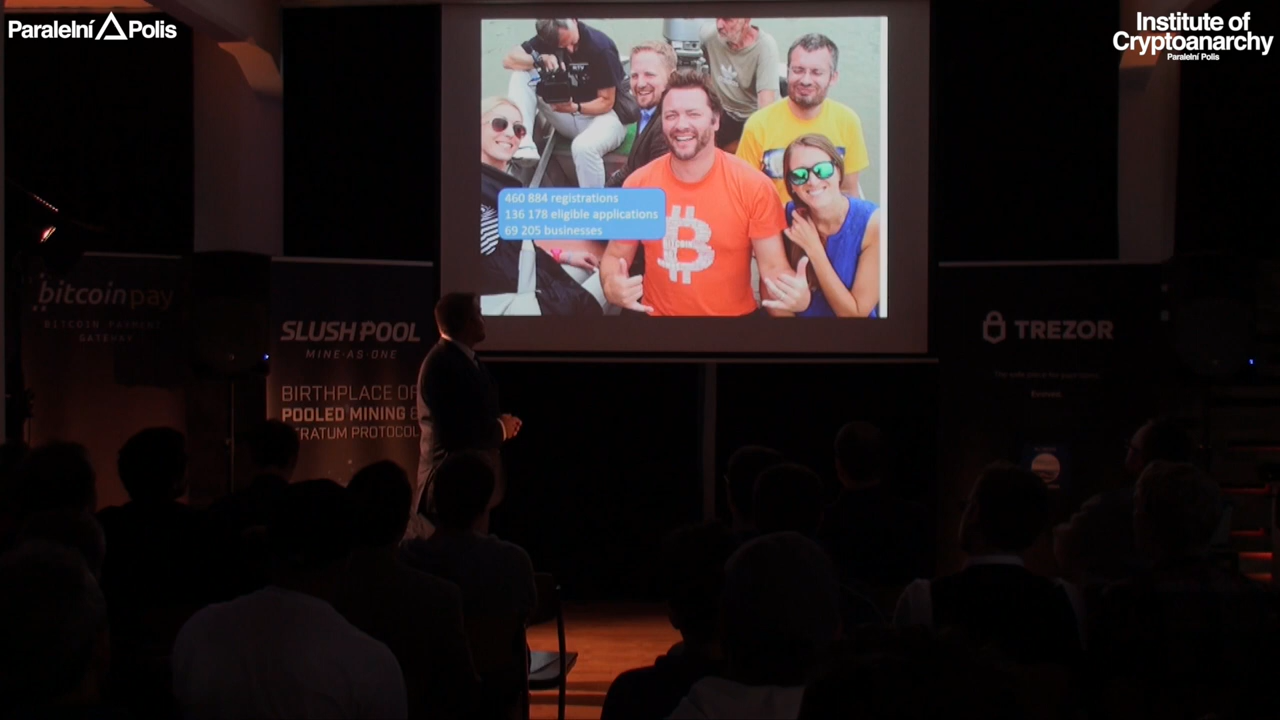 Paralelní Polis
Institute of
Cryptoanarchy
Paralelní Polis
460 884 registrations
136 178 eligible applications
69 205 businesses
BITCOIN
bitcoinpay
BITCOIN PAYMENT
GATEWAY
SLUSH POOL
MINE·AS·ONE
BIRTHPLACE OF
POOLED MINING &
STRATUM PROTOCOL
TREZOR